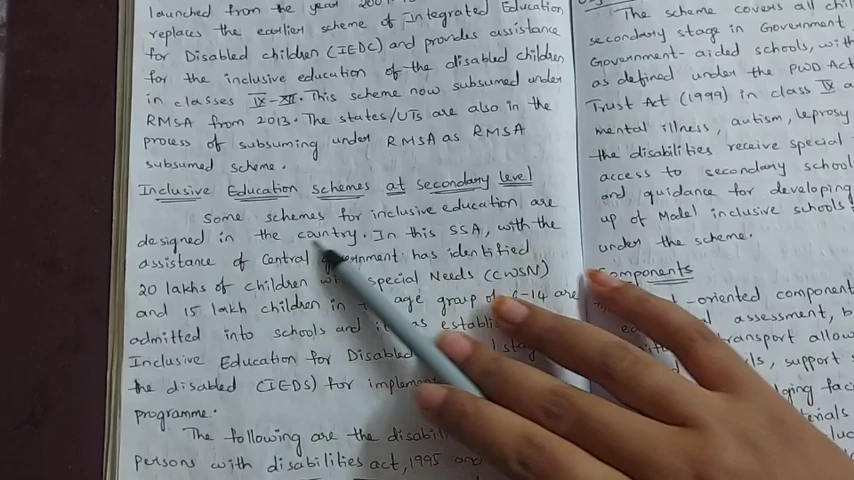 launched from the year 200
replaces the earlier scheme of Integrated Education
for Disabled children (IEDC) and provides assistance
for the inclusive education of the disabled children
in classes IX-XII. This scheme now subsumed under
RMSA from 2013. The states/UTs are also in the
process of subsuming under RMSA as RMSA
subsumed scheme.
Inclusive Education schemes at secondary level
Some schemes for inclusive education are
designed in the country. In this SSA, with the
assistance of Central government has identified
20 lakhs of children special Needs (CWSN)
and 15 lakh children in age group of 6-14 are
admitted into schools and
Inclusive Education for Disabled
the disabled (IEDS) for
programme.
The following are the
Persons with disabilities act, 1995 and
The scheme covers all
secondary stage in Government
Government-aided schools, with
as defined under the PWD Act
Trust Act (1999) in class IX
mental illness, autism, leprosy
the disabilities receive special
access to secondary school
and guidance for developing
up of Model inclusive schools
under the scheme.
Components
-oriented component
assessment, b
transport
support